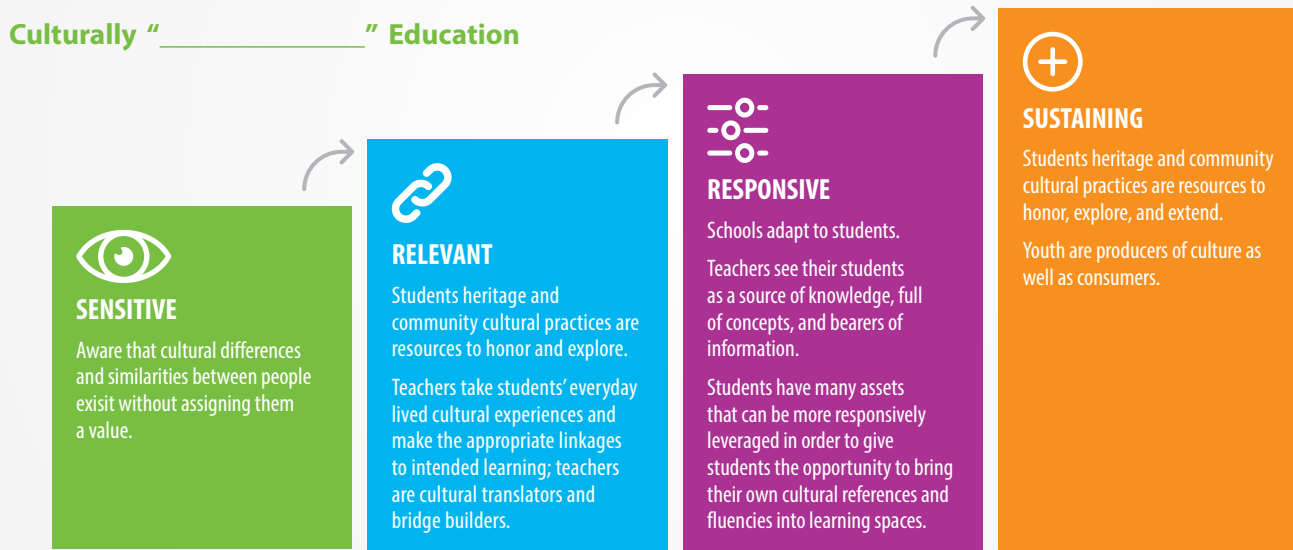 Culturally “_______________” Education
SENSITIVE
Aware that cultural differences
and similarities between people
exisit without assigning them
a value.
RELEVANT
Students heritage and
community cultural practices are
resources to honor and explore.
Teachers take students’ everyday
lived cultural experiences and
make the appropriate linkages
to intended learning; teachers
are cultural translators and
bridge builders.
RESPONSIVE
Schools adapt to students.
Teachers see their students
as a source of knowledge, full
of concepts, and bearers of
information.
Students have many assets
that can be more responsively
leveraged in order to give
students the opportunity to bring
their own cultural references and
fluencies into learning spaces.
SUSTAINING
Students heritage and community
cultural practices are resources to
honor, explore, and extend.
Youth are producers of culture as
well as consumers.